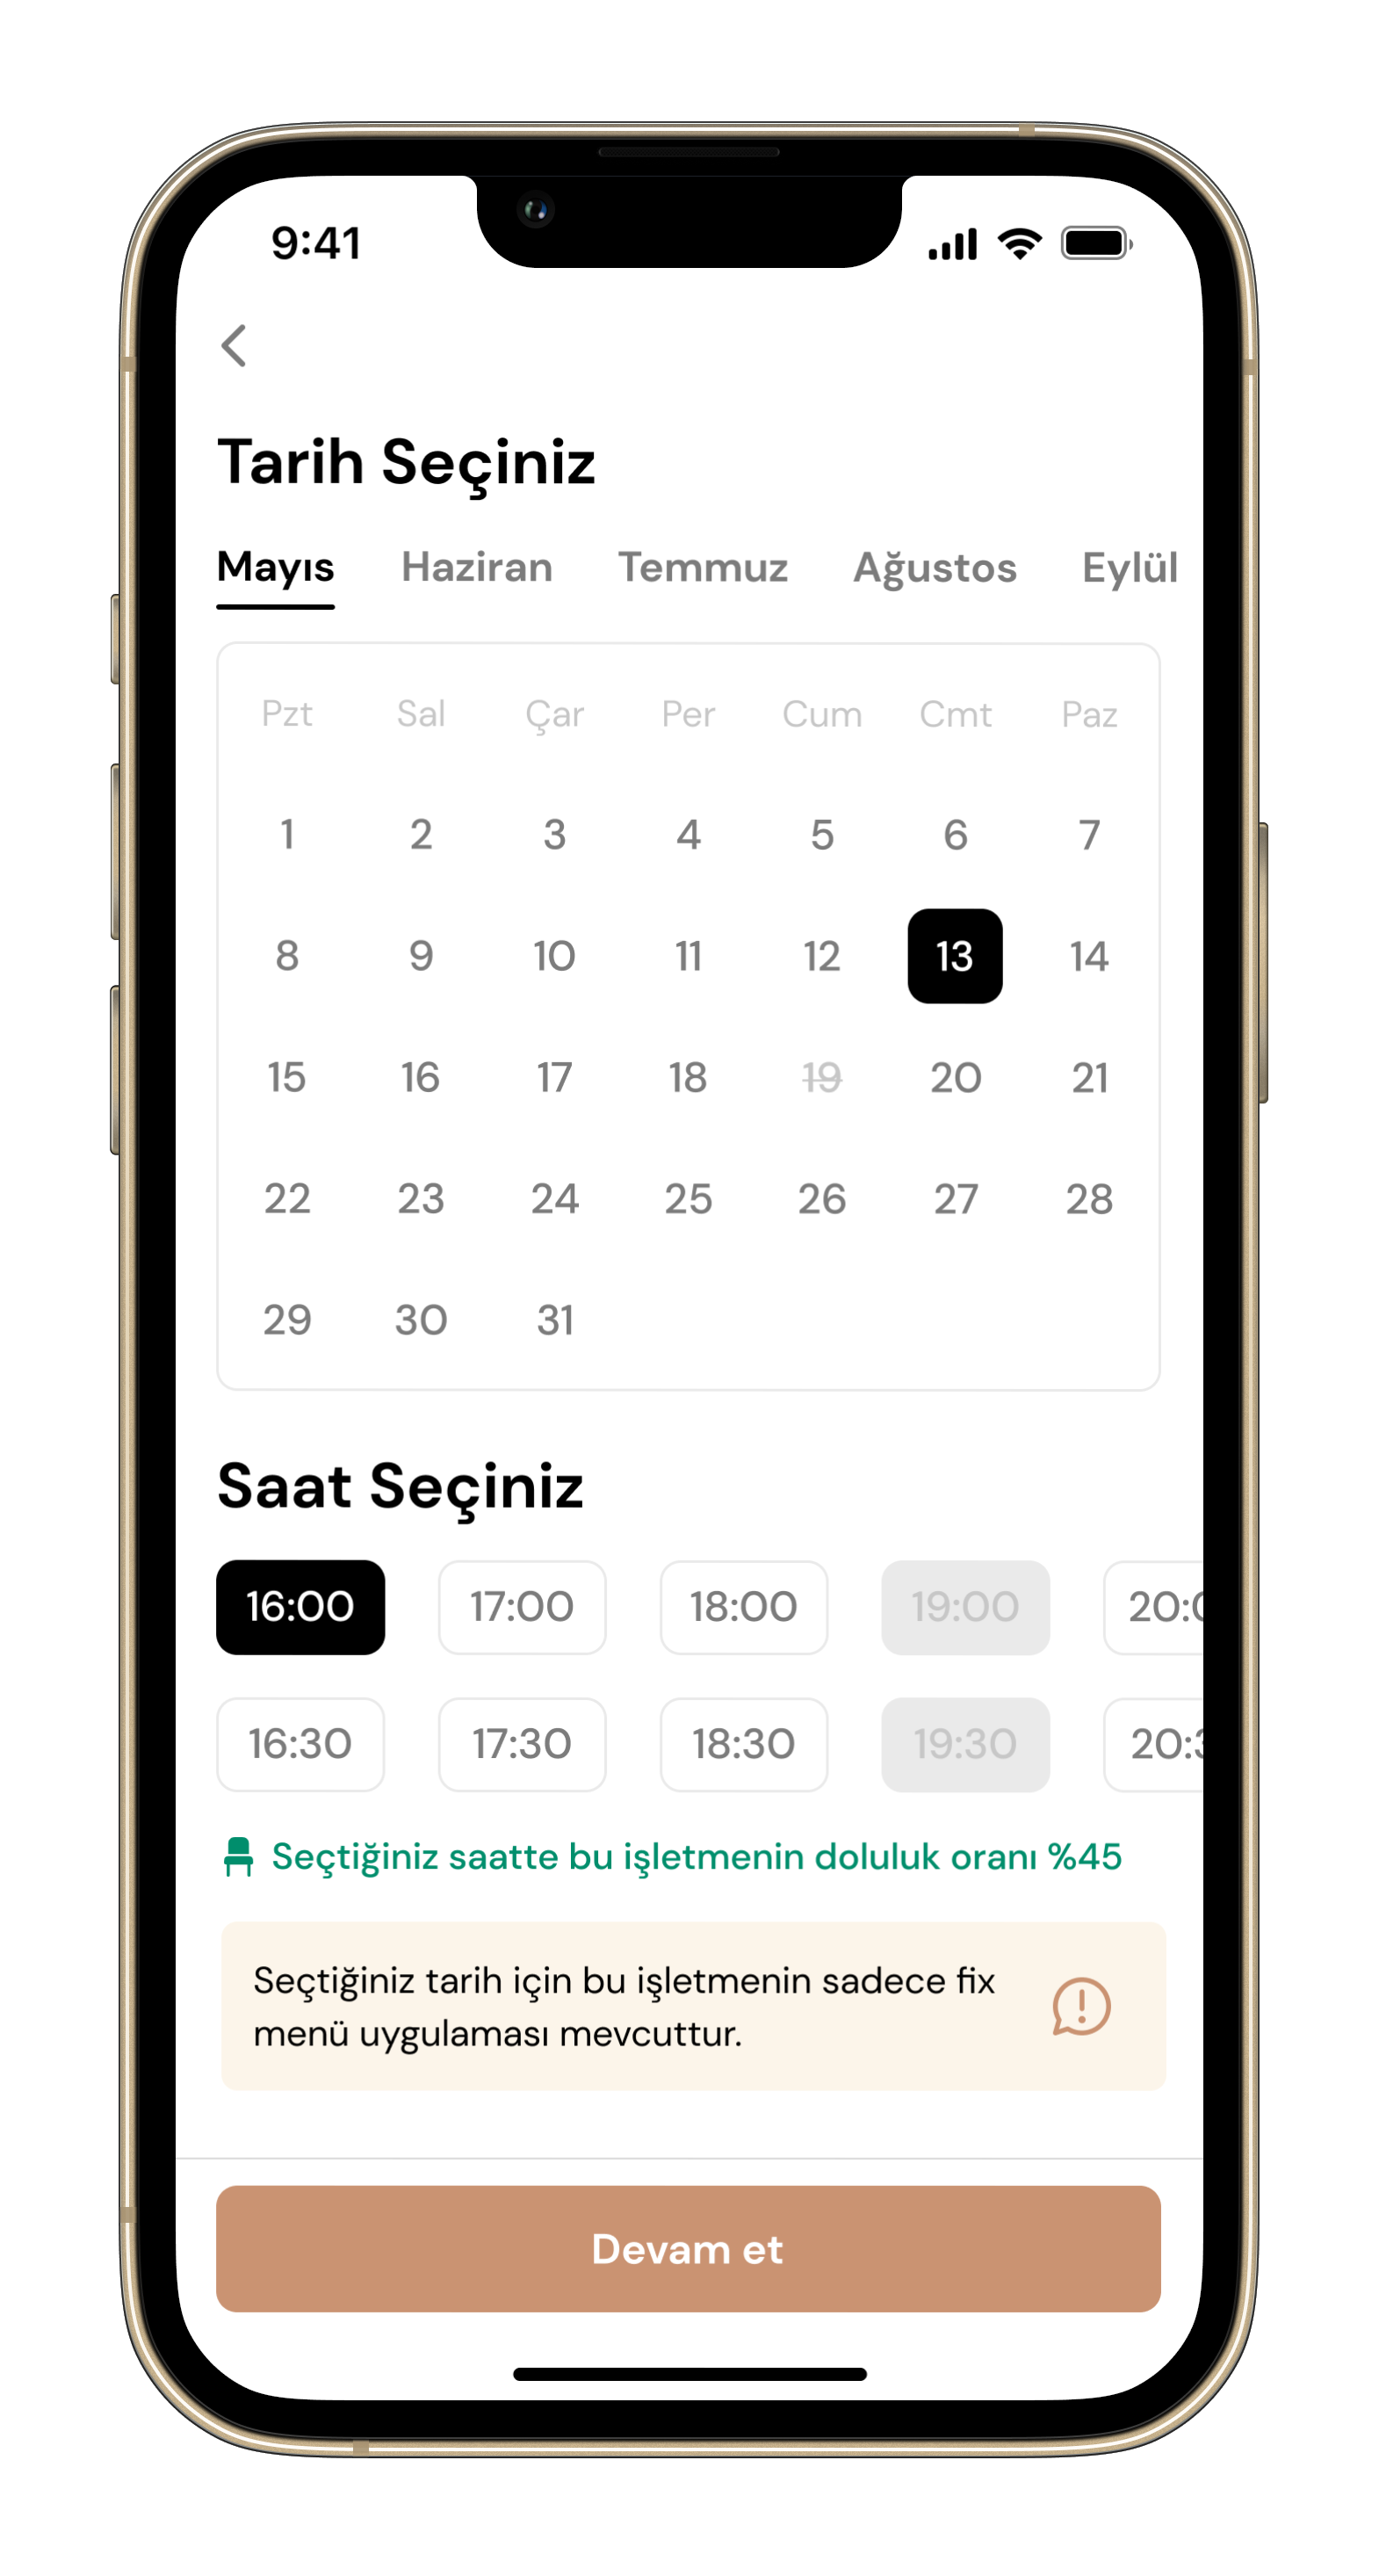 9:41
Tarih Seçiniz
Mayıs Haziran Temmuz Ağustos Eylül
Pzt Sal Çar Per Cum Cmt Paz
1 2 3 4 5 6 7
8 9 10 11 12 13 14
15 16 17 18 19 20 21
22 23 24 25 26 27 28
29 30 31
Saat Seçiniz
16:00 17:00 18:00 19:00
16:30 17:30 18:30 19:30
Seçtiğiniz saatte bu işletmenin doluluk oranı %45
Seçtiğiniz tarih için bu işletmenin sadece fix
menü uygulaması mevcuttur.
Devam et